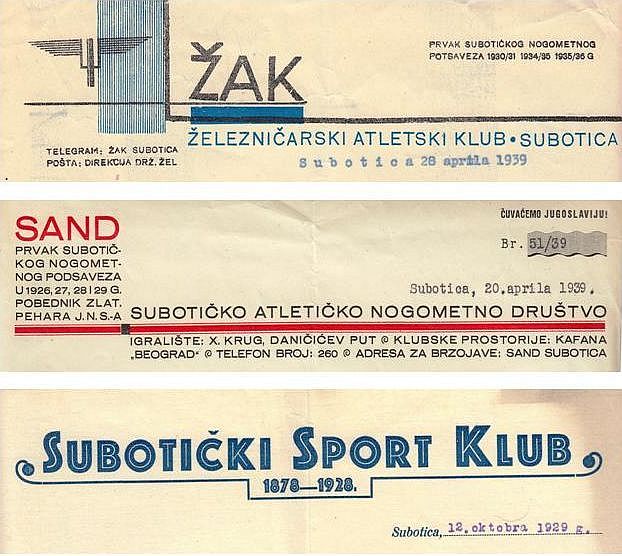 ŽAK
PRVAK SUBOTIČKOG NOGOMETNOG
POTSAVEZA 1930/31 1934/35 1935/36 G
ŽELEZNIČARSKI ATLETSKI KLUB • SUBOTICA
TELEGRAM: ŽAK SUBOTICA
POŠTA: DIREKCIJA DRŽ. ŽEL
Subotica 28 aprila 1939
SAND
PRVAK SUBOTIČ-
KOG NOGOMET-
NOG PODSAVEZA
U 1926, 27, 28 I 29 G.
POBEDNIK ZLAT.
PEHARA J.N.S-A
ČUVAĆEMO JUGOSLAVIJU!
Br. 51/39
Subotica, 20.aprila 1939.
SUBOTIČKO ATLETIČKO NOGOMETNO DRUŠTVO
IGRALIŠTE: X. KRUG, DANIČIĆEV PUT © KLUBSKE PROSTORIJE: KAFANA
„BEOGRAD" © TELEFON BROJ: 260 © ADRESA ZA BRZOJAVE: SAND SUBOTICA
SUBOTIČKI SPORT KLUB
1878—1928.
Subotica, 12.oktobra 1929 g.